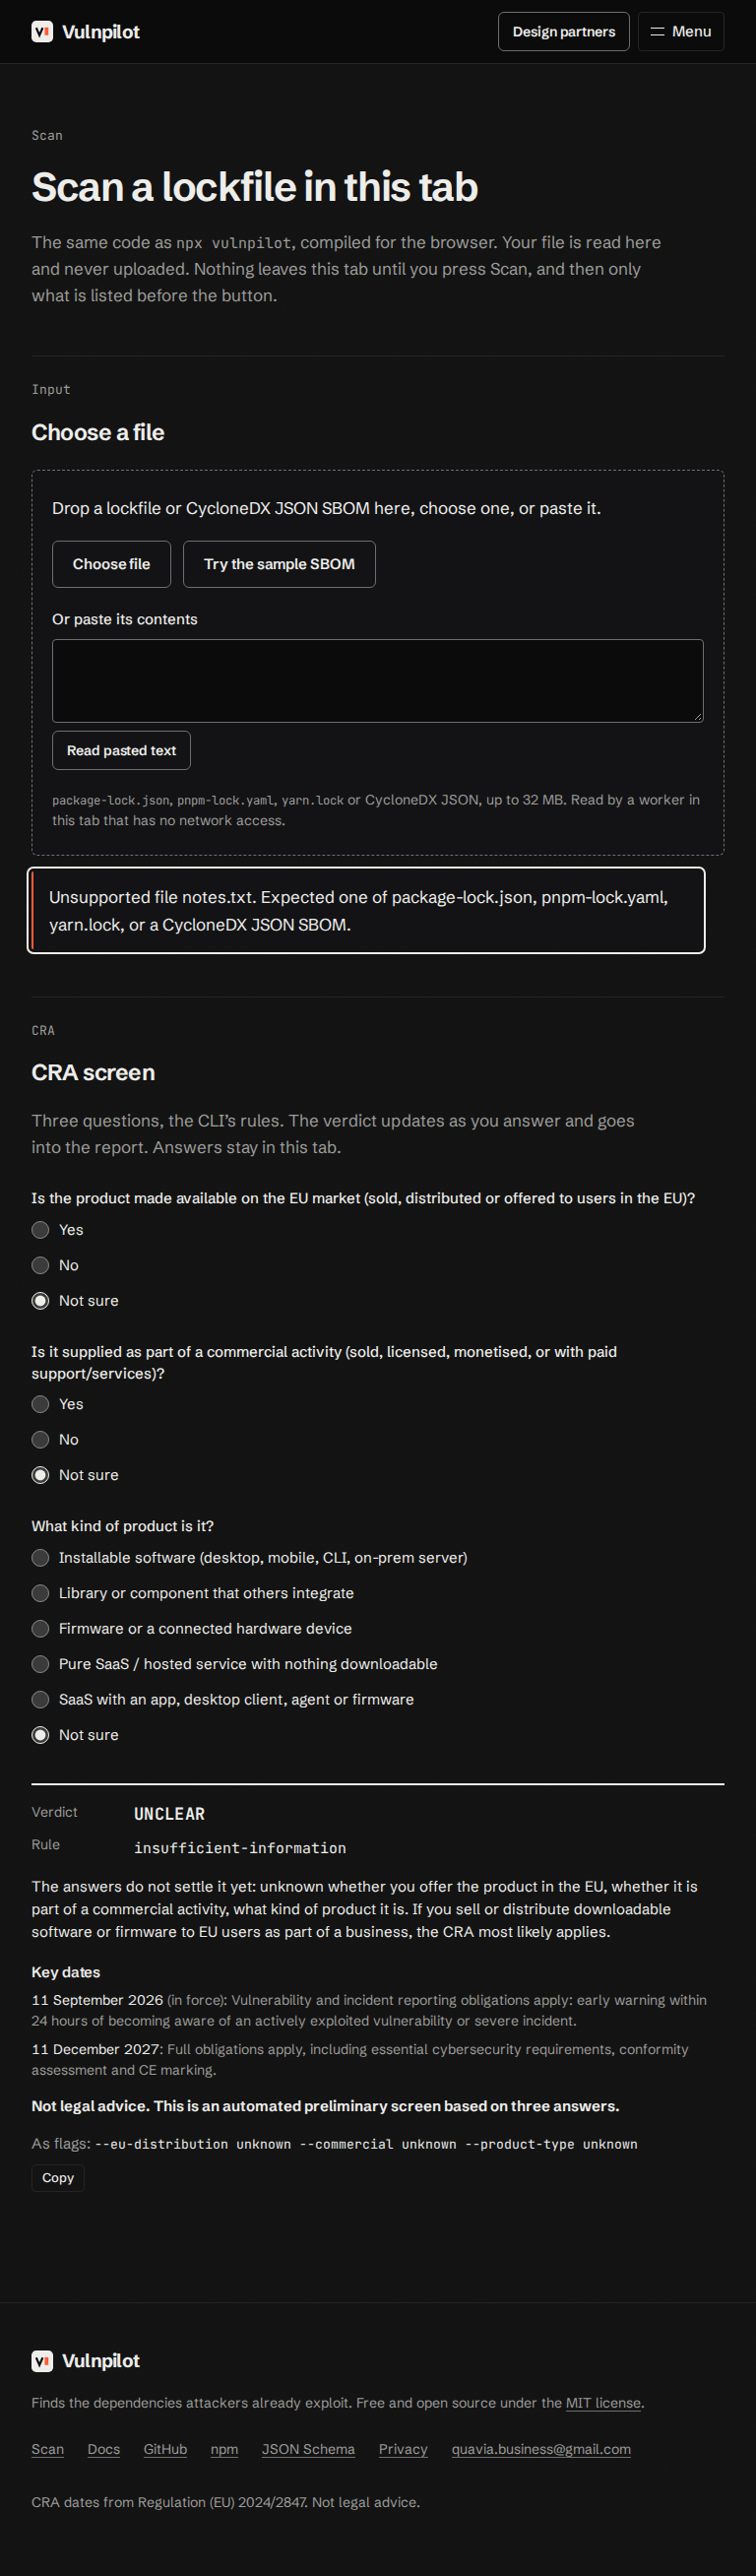 Vulnpilot
Design partners
Menu
Scan
Scan a lockfile in this tab
The same code as npx vulnpilot, compiled for the browser. Your file is read here
and never uploaded. Nothing leaves this tab until you press Scan, and then only
what is listed before the button.
Input
Choose a file
Drop a lockfile or CycloneDX JSON SBOM here, choose one, or paste it.
Choose file
Try the sample SBOM
Or paste its contents
Read pasted text
package-lock.json, pnpm-lock.yaml, yarn.lock or CycloneDX JSON, up to 32 MB. Read by a worker in
this tab that has no network access.
Unsupported file notes.txt. Expected one of package-lock.json, pnpm-lock.yaml,
yarn.lock, or a CycloneDX JSON SBOM.
CRA
CRA screen
Three questions, the CLI’s rules. The verdict updates as you answer and goes
into the report. Answers stay in this tab.
Is the product made available on the EU market (sold, distributed or offered to users in the EU)?
Yes
No
Not sure
Is it supplied as part of a commercial activity (sold, licensed, monetised, or with paid
support/services)?
Yes
No
Not sure
What kind of product is it?
Installable software (desktop, mobile, CLI, on-prem server)
Library or component that others integrate
Firmware or a connected hardware device
Pure SaaS / hosted service with nothing downloadable
SaaS with an app, desktop client, agent or firmware
Not sure
Verdict UNCLEAR
Rule insufficient-information
The answers do not settle it yet: unknown whether you offer the product in the EU, whether it is
part of a commercial activity, what kind of product it is. If you sell or distribute downloadable
software or firmware to EU users as part of a business, the CRA most likely applies.
Key dates
11 September 2026 (in force): Vulnerability and incident reporting obligations apply: early warning within
24 hours of becoming aware of an actively exploited vulnerability or severe incident.
11 December 2027: Full obligations apply, including essential cybersecurity requirements, conformity
assessment and CE marking.
Not legal advice. This is an automated preliminary screen based on three answers.
As flags: --eu-distribution unknown --commercial unknown --product-type unknown
Copy
Vulnpilot
Finds the dependencies attackers already exploit. Free and open source under the MIT license.
Scan Docs GitHub npm JSON Schema Privacy quavia.business@gmail.com
CRA dates from Regulation (EU) 2024/2847. Not legal advice.